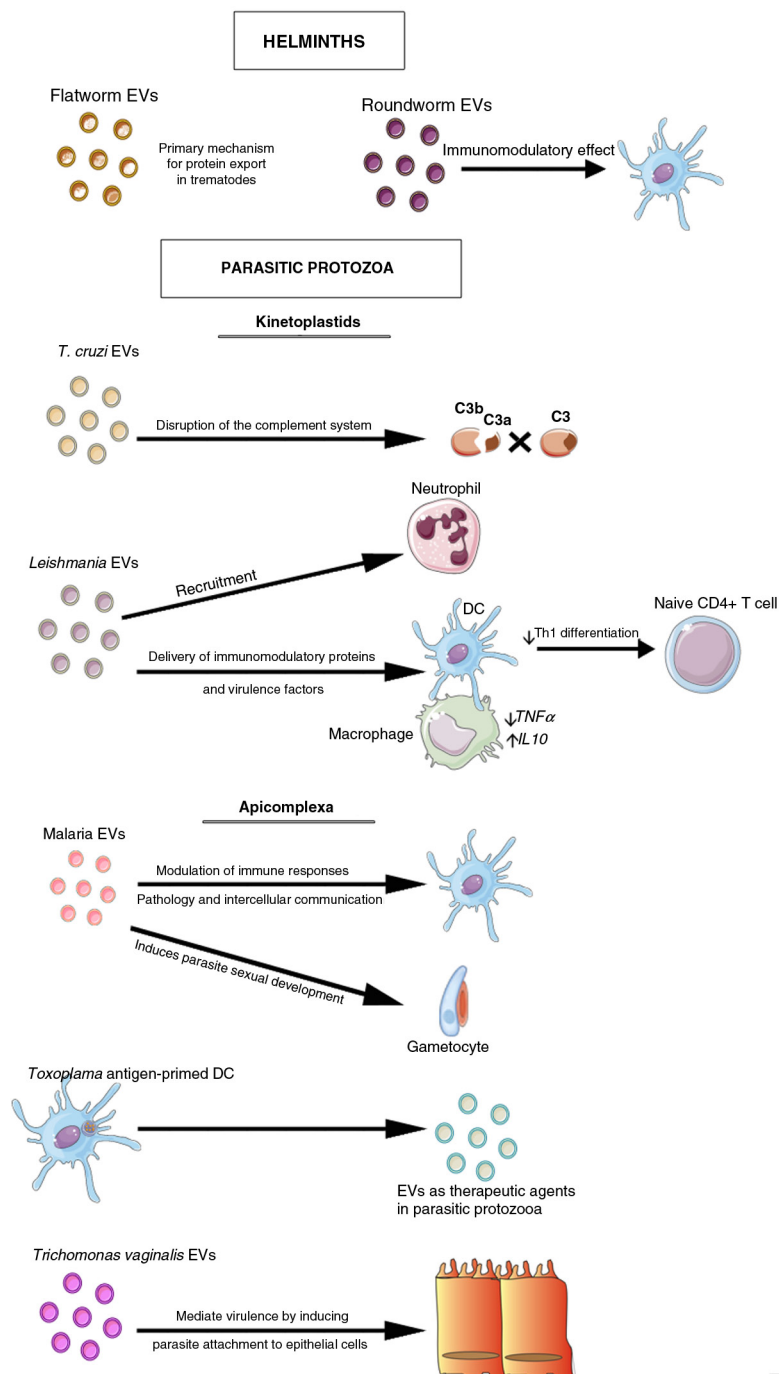 HELMINTHS
Flatworm EVs
Primary mechanism
for protein export
in trematodes
Roundworm EVs
Immunomodulatory effect
PARASITIC PROTOZOA
Kinetoplastids
T. cruzi EVs
Disruption of the complement system
C3b
C3a
C3
Leishmania EVs
Recruitment
Neutrophil
Delivery of immunomodulatory proteins
and virulence factors
DC
↓Th1 differentiation
Naive CD4+ T cell
Macrophage
↓TNFα
↑IL10
Apicomplexa
Malaria EVs
Modulation of immune responses
Pathology and intercellular communication
Induces parasite sexual development
Gametocyte
Toxoplama antigen-primed DC
EVs as therapeutic agents
in parasitic protozooa
Trichomonas vaginalis EVs
Mediate virulence by inducing
parasite attachment to epithelial cells